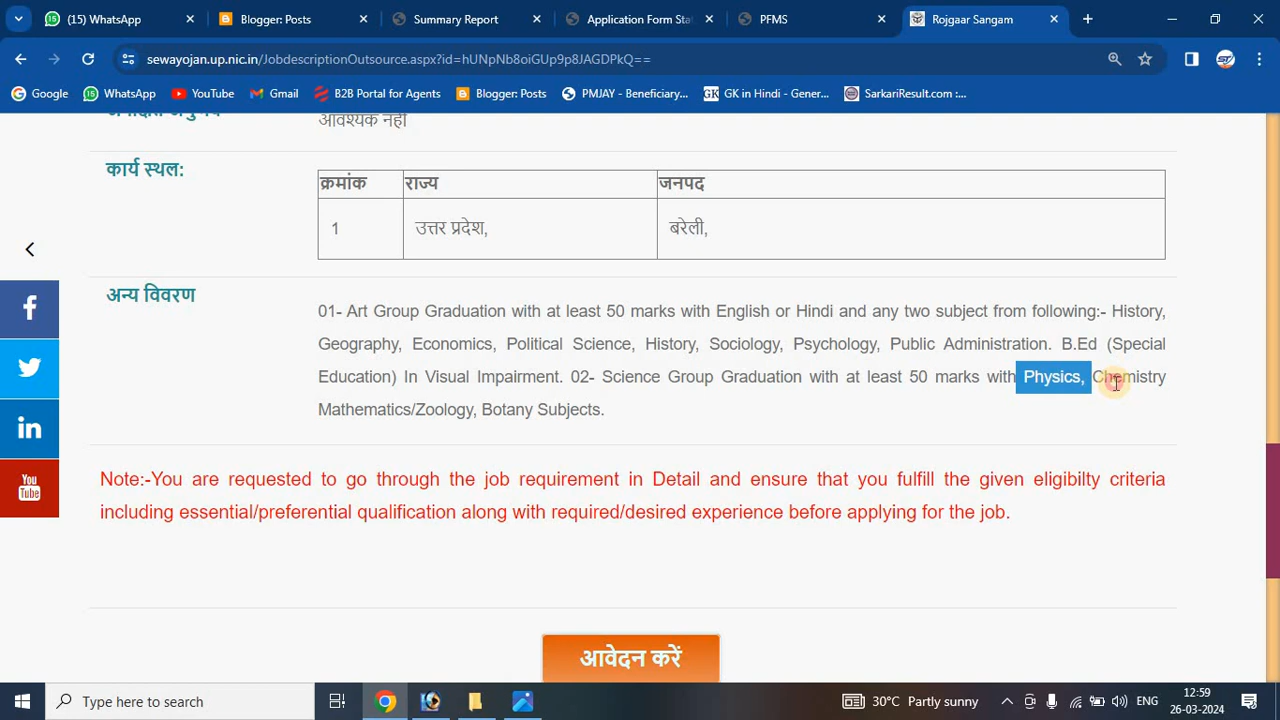 (15) WhatsApp
Blogger: Posts
Summary Report
Application Form Sta
PFMS
Rojgaar Sangam
sewayojan.up.nic.in/JobdescriptionOutsource.aspx?id=hUNpNb8oiGUp9p8JAGDPkQ==
Google
WhatsApp
YouTube
Gmail
B2B Portal for Agents
Blogger: Posts
PMJAY - Beneficiary...
GK in Hindi - Gener...
SarkariResult.com :...
आवश्यक नहीं
कार्य स्थल:
क्रमांक राज्य जनपद
1 उत्तर प्रदेश, बरेली,
अन्य विवरण
01- Art Group Graduation with at least 50 marks with English or Hindi and any two subject from following:- History,
Geography, Economics, Political Science, History, Sociology, Psychology, Public Administration. B.Ed (Special
Education) In Visual Impairment. 02- Science Group Graduation with at least 50 marks with Physics, Chemistry
Mathematics/Zoology, Botany Subjects.
Note:-You are requested to go through the job requirement in Detail and ensure that you fulfill the given eligibilty criteria
including essential/preferential qualification along with required/desired experience before applying for the job.
आवेदन करें
You
Tube
Type here to search
30°C Partly sunny
ENG
12:59
26-03-2024